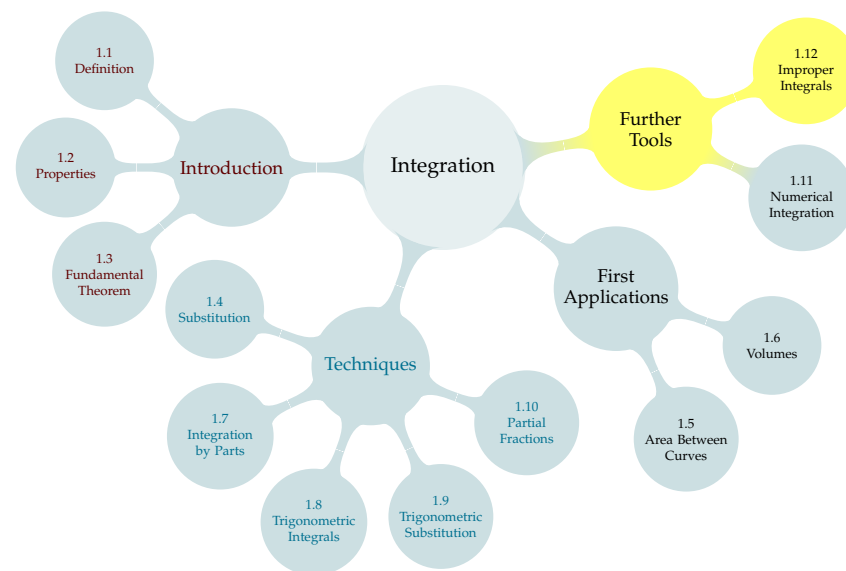 Integration
Introduction
1.1
Definition
1.2
Properties
1.3
Fundamental
Theorem
Techniques
1.4
Substitution
1.7
Integration
by Parts
1.8
Trigonometric
Integrals
1.9
Trigonometric
Substitution
1.10
Partial
Fractions
First
Applications
1.5
Area Between
Curves
1.6
Volumes
Further
Tools
1.11
Numerical
Integration
1.12
Improper
Integrals